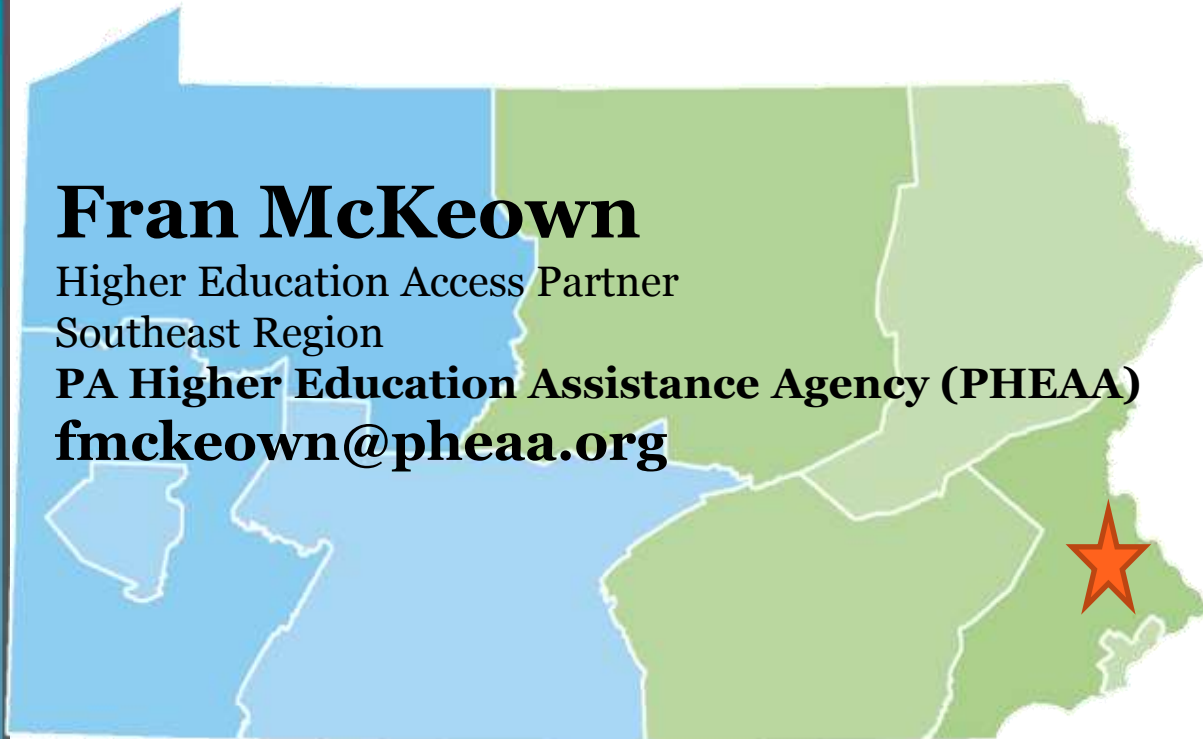 Fran McKeown
Higher Education Access Partner
Southeast Region
PA Higher Education Assistance Agency (PHEAA)
fmckeown@pheaa.org